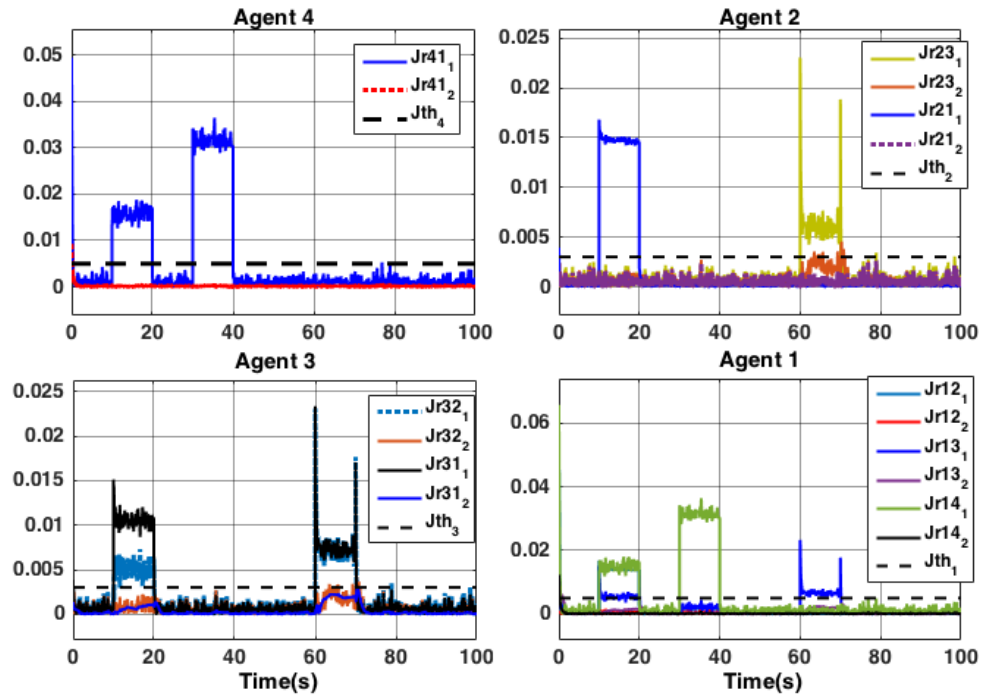 Agent 4
0.05
0.04
0.03
0.02
0.01
0
0 20 40 60 80 100
Jr41₁
Jr41₂
Jth₄
Agent 2
0.025
0.02
0.015
0.01
0.005
0
0 20 40 60 80 100
Jr23₁
Jr23₂
Jr21₁
Jr21₂
Jth₂
Agent 3
0.025
0.02
0.015
0.01
0.005
0
0 20 40 60 80 100
Time(s)
Jr32₁
Jr32₂
Jr31₁
Jr31₂
Jth₃
Agent 1
0.06
0.04
0.02
0
0 20 40 60 80 100
Time(s)
Jr12₁
Jr12₂
Jr13₁
Jr13₂
Jr14₁
Jr14₂
Jth₁